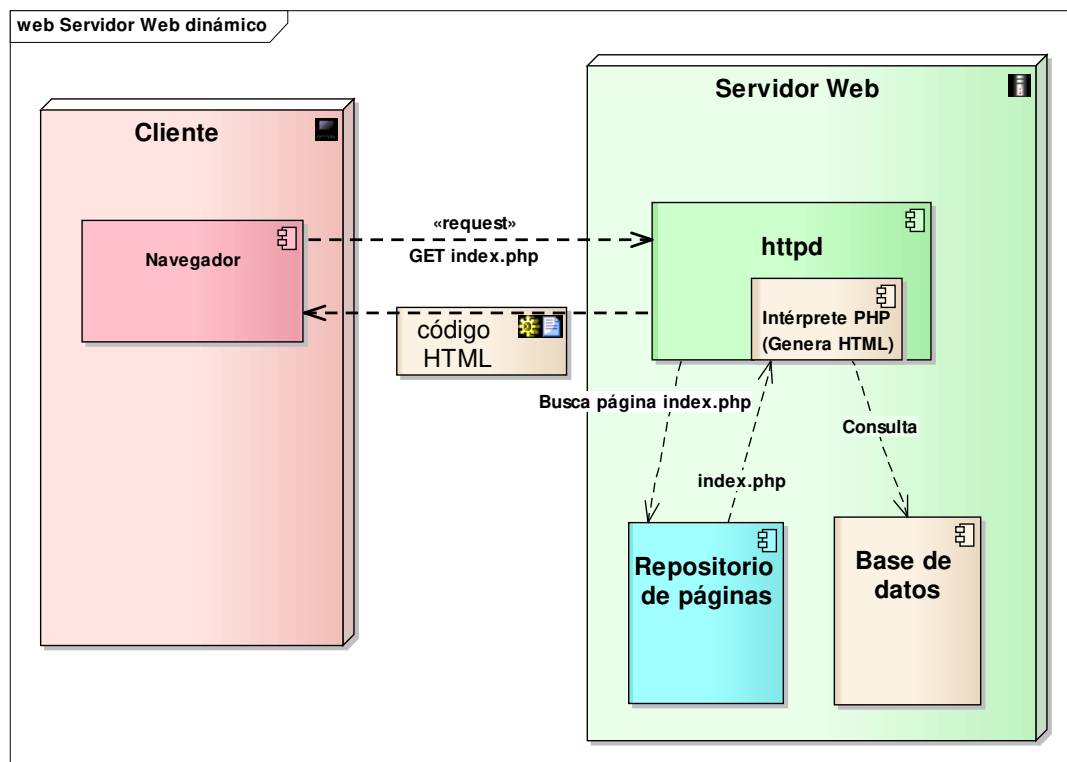 web Servidor Web dinámico
Servidor Web
Cliente
«request»
GET index.php
Navegador
httpd
Intérprete PHP
(Genera HTML)
código
HTML
Busca página index.php
Consulta
index.php
Repositorio
de páginas
Base de
datos